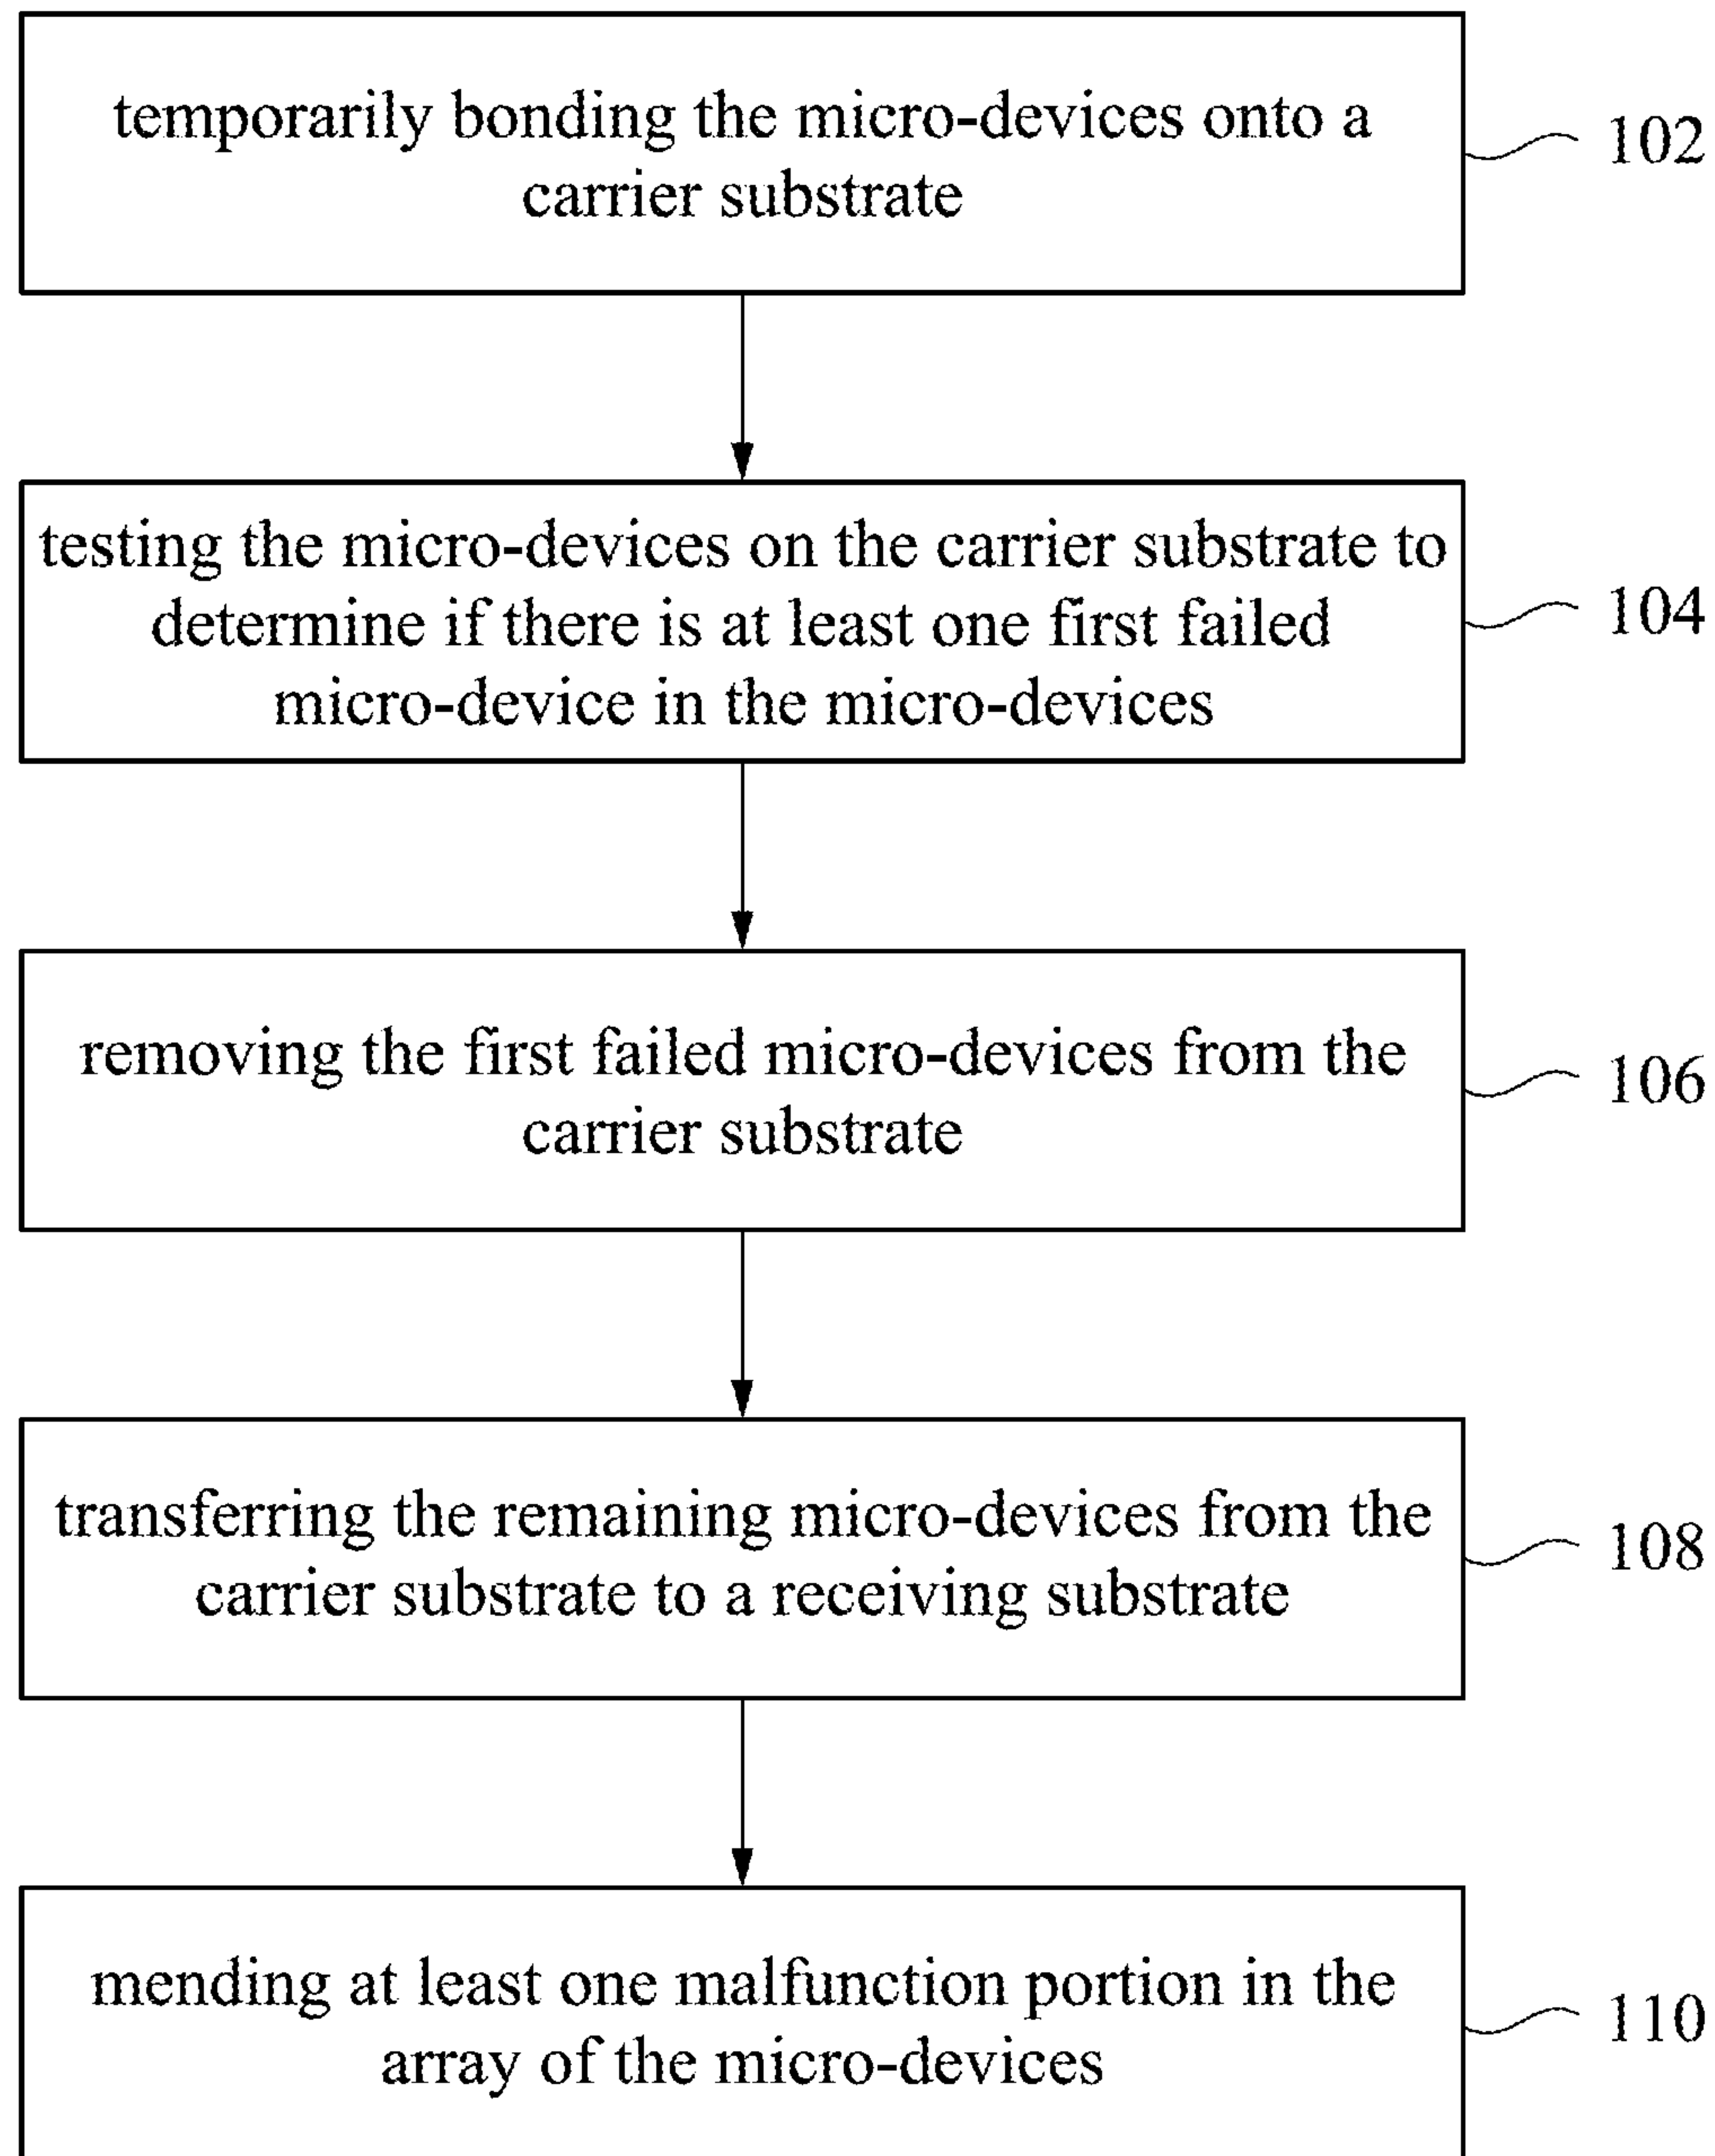 temporarily bonding the micro-devices onto a
carrier substrate
102
testing the micro-devices on the carrier substrate to
determine if there is at least one first failed
micro-device in the micro-devices
104
removing the first failed micro-devices from the
carrier substrate
106
transferring the remaining micro-devices from the
carrier substrate to a receiving substrate
108
mending at least one malfunction portion in the
array of the micro-devices
110